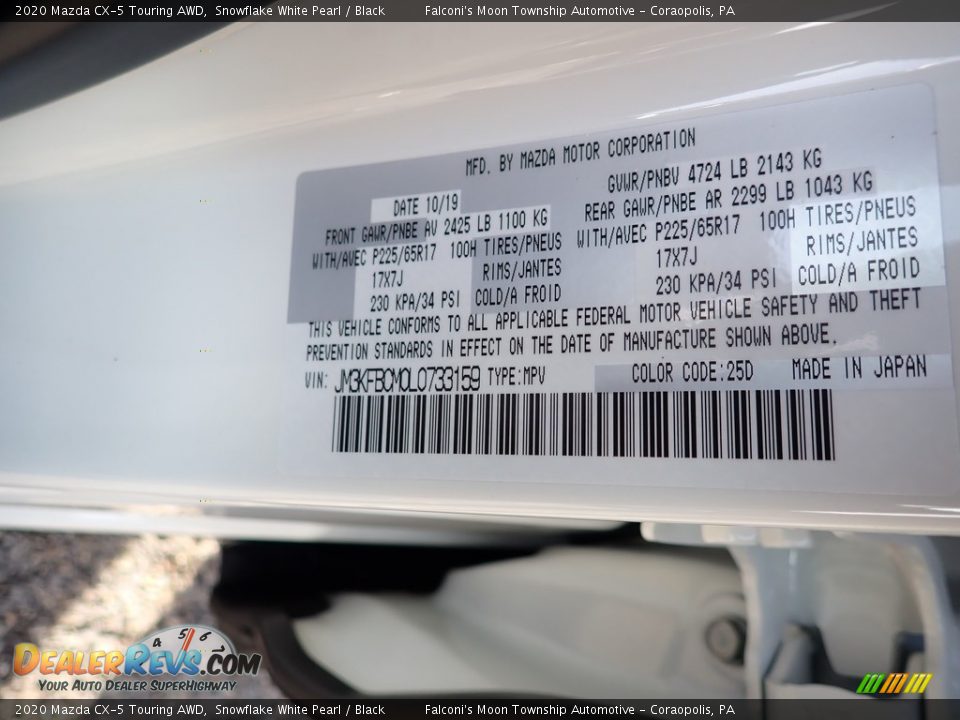 2020 Mazda CX-5 Touring AWD, Snowflake White Pearl / Black Falconi's Moon Township Automotive - Coraopolis, PA
MFD. BY MAZDA MOTOR CORPORATION
DATE 10/19 GVWR/PNBV 4724 LB 2143 KG
FRONT GAWR/PNBE AV 2425 LB 1100 KG REAR GAWR/PNBE AR 2299 LB 1043 KG
WITH/AVEC P225/65R17 100H TIRES/PNEUS WITH/AVEC P225/65R17 100H TIRES/PNEUS
17X7J RIMS/JANTES 17X7J RIMS/JANTES
230 KPA/34 PSI COLD/A FROID 230 KPA/34 PSI COLD/A FROID
THIS VEHICLE CONFORMS TO ALL APPLICABLE FEDERAL MOTOR VEHICLE SAFETY AND THEFT
PREVENTION STANDARDS IN EFFECT ON THE DATE OF MANUFACTURE SHOWN ABOVE.
VIN: JM3KFBCM0L0733159 TYPE:MPV COLOR CODE:25D MADE IN JAPAN
4 5 6
DealerRevs.com
Your Auto Dealer SuperHighway
2020 Mazda CX-5 Touring AWD, Snowflake White Pearl / Black Falconi's Moon Township Automotive - Coraopolis, PA